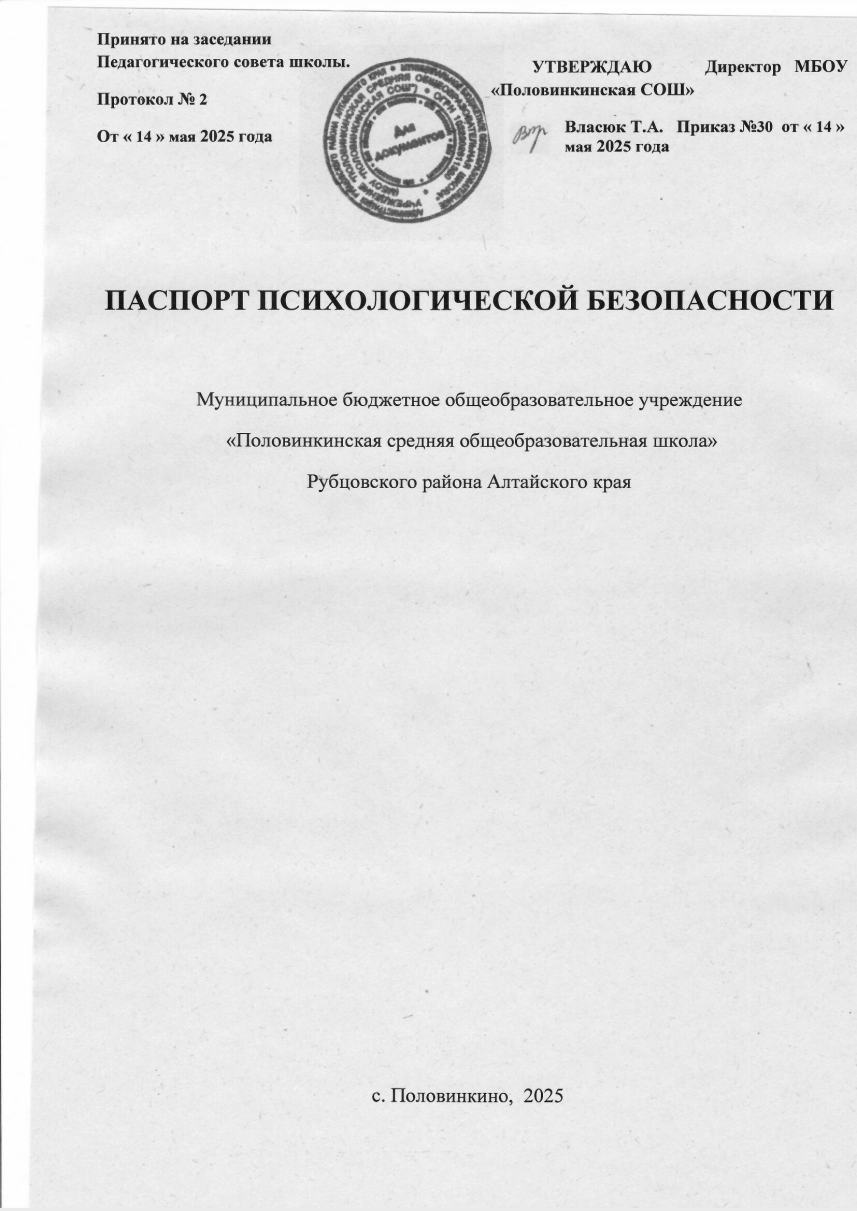 Принято на заседании
Педагогического совета школы.
Протокол № 2
От « 14 » мая 2025 года
УТВЕРЖДАЮ Директор МБОУ
«Половинкинская СОШ»
Власюк Т.А. Приказ №30 от « 14 »
мая 2025 года
Для
документов
ПАСПОРТ ПСИХОЛОГИЧЕСКОЙ БЕЗОПАСНОСТИ
Муниципальное бюджетное общеобразовательное учреждение
«Половинкинская средняя общеобразовательная школа»
Рубцовского района Алтайского края
с. Половинкино, 2025